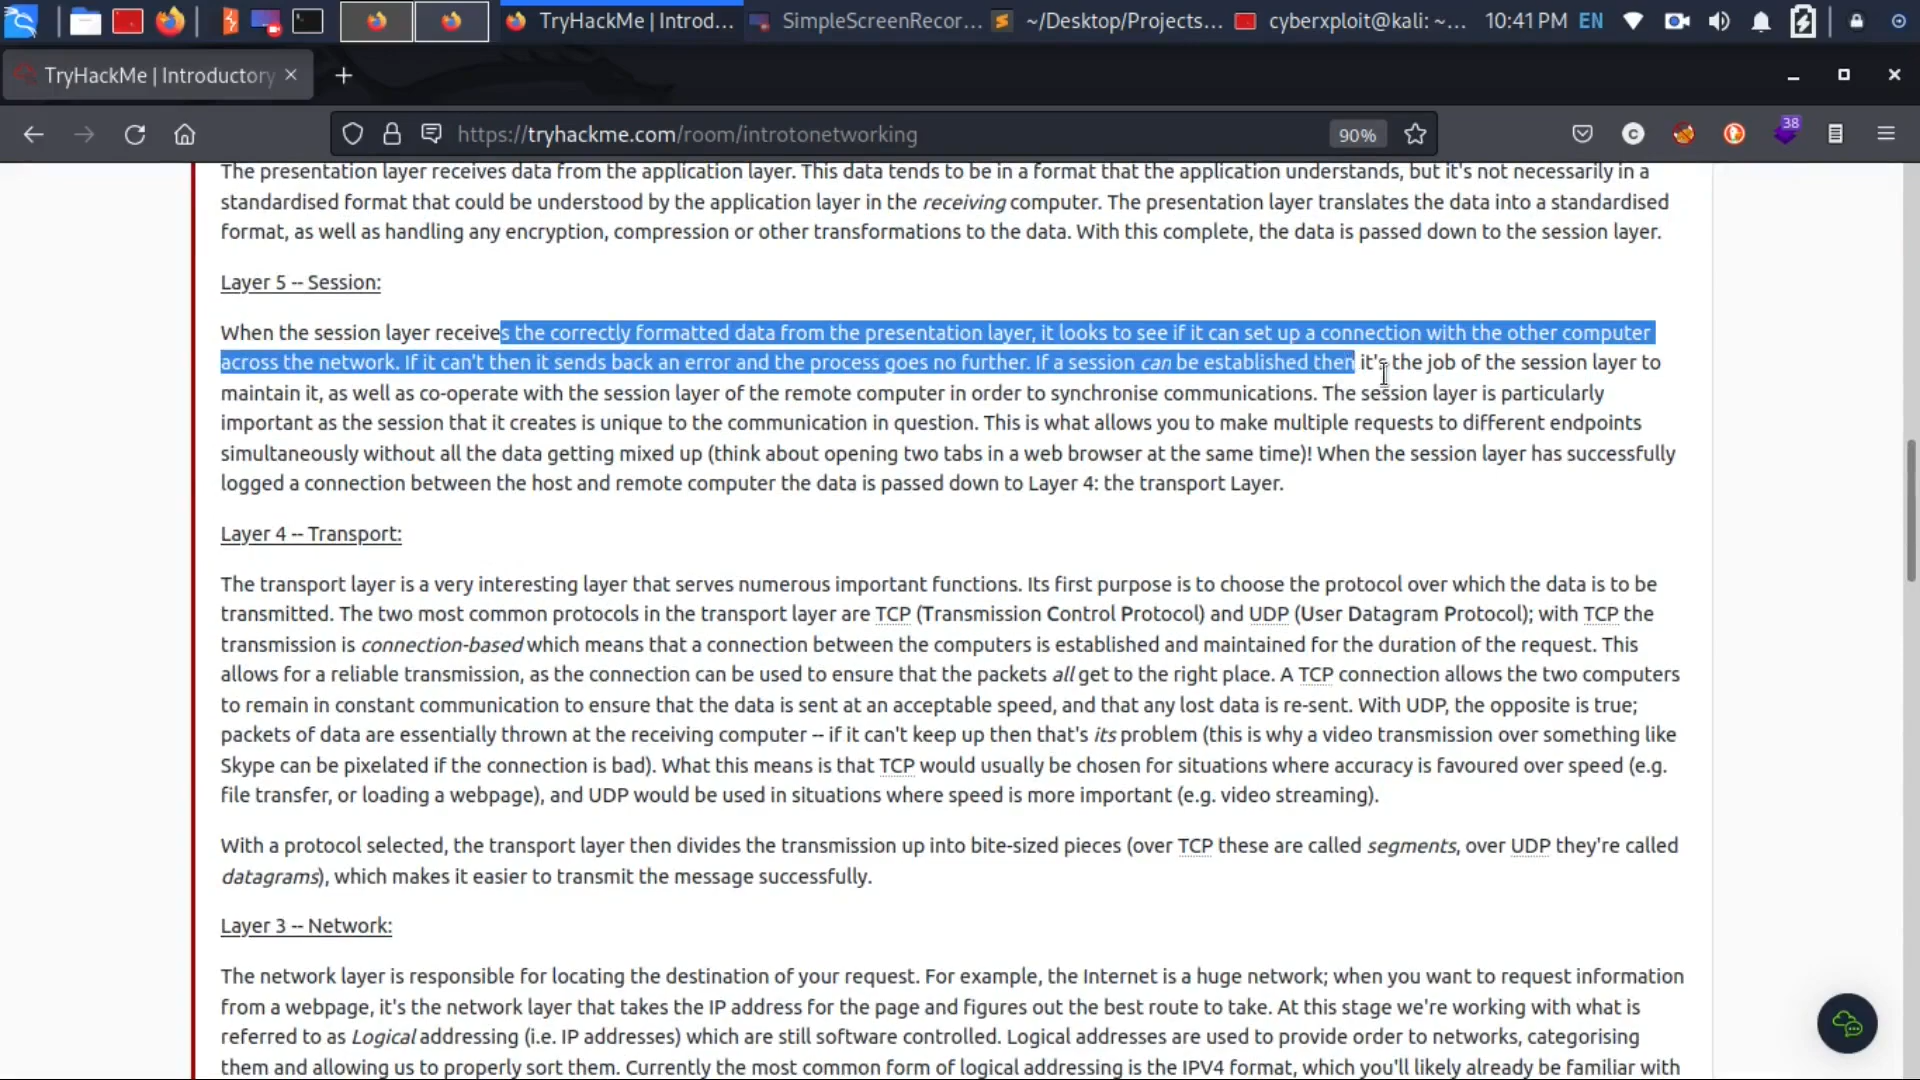 TryHackMe | Introd...
SimpleScreenRecor...
~/Desktop/Projects...
cyberxploit@kali: ~...
10:41 PM
EN
TryHackMe | Introductory
https://tryhackme.com/room/introtonetworking
90%
38
The presentation layer receives data from the application layer. This data tends to be in a format that the application understands, but it's not necessarily in a
standardised format that could be understood by the application layer in the receiving computer. The presentation layer translates the data into a standardised
format, as well as handling any encryption, compression or other transformations to the data. With this complete, the data is passed down to the session layer.
Layer 5 -- Session:
When the session layer receives the correctly formatted data from the presentation layer, it looks to see if it can set up a connection with the other computer
across the network. If it can't then it sends back an error and the process goes no further. If a session can be established then it's the job of the session layer to
maintain it, as well as co-operate with the session layer of the remote computer in order to synchronise communications. The session layer is particularly
important as the session that it creates is unique to the communication in question. This is what allows you to make multiple requests to different endpoints
simultaneously without all the data getting mixed up (think about opening two tabs in a web browser at the same time)! When the session layer has successfully
logged a connection between the host and remote computer the data is passed down to Layer 4: the transport Layer.
Layer 4 -- Transport:
The transport layer is a very interesting layer that serves numerous important functions. Its first purpose is to choose the protocol over which the data is to be
transmitted. The two most common protocols in the transport layer are TCP (Transmission Control Protocol) and UDP (User Datagram Protocol); with TCP the
transmission is connection-based which means that a connection between the computers is established and maintained for the duration of the request. This
allows for a reliable transmission, as the connection can be used to ensure that the packets all get to the right place. A TCP connection allows the two computers
to remain in constant communication to ensure that the data is sent at an acceptable speed, and that any lost data is re-sent. With UDP, the opposite is true;
packets of data are essentially thrown at the receiving computer -- if it can't keep up then that's its problem (this is why a video transmission over something like
Skype can be pixelated if the connection is bad). What this means is that TCP would usually be chosen for situations where accuracy is favoured over speed (e.g.
file transfer, or loading a webpage), and UDP would be used in situations where speed is more important (e.g. video streaming).
With a protocol selected, the transport layer then divides the transmission up into bite-sized pieces (over TCP these are called segments, over UDP they're called
datagrams), which makes it easier to transmit the message successfully.
Layer 3 -- Network:
The network layer is responsible for locating the destination of your request. For example, the Internet is a huge network; when you want to request information
from a webpage, it's the network layer that takes the IP address for the page and figures out the best route to take. At this stage we're working with what is
referred to as Logical addressing (i.e. IP addresses) which are still software controlled. Logical addresses are used to provide order to networks, categorising
them and allowing us to properly sort them. Currently the most common form of logical addressing is the IPV4 format, which you'll likely already be familiar with